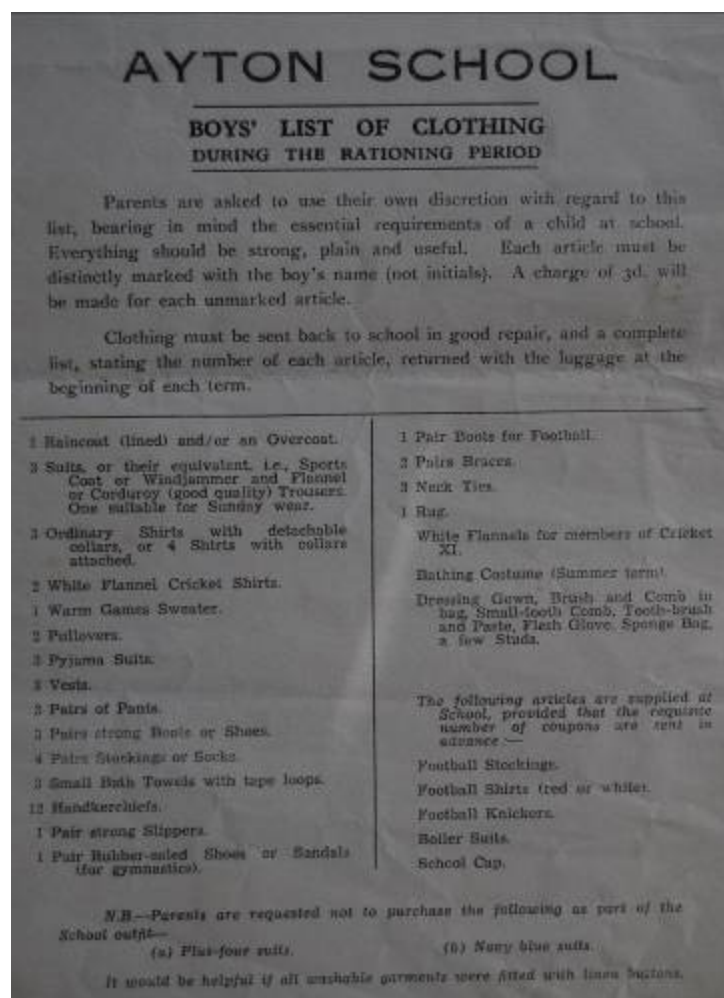 AYTON SCHOOL
BOYS' LIST OF CLOTHING
DURING THE RATIONING PERIOD
Parents are asked to use their own discretion with regard to this
list, bearing in mind the essential requirements of a child at school.
Everything should be strong, plain and useful. Each article must be
distinctly marked with the boy's name (not initials). A charge of 3d. will
be made for each unmarked article.
Clothing must be sent back to school in good repair, and a complete
list, stating the number of each article, returned with the luggage at the
beginning of each term.
1 Raincoat (lined) and/or an Overcoat.
3 Suits, or their equivalent, i.e., Sports
Coat or Windjammer and Flannel
or Corduroy (good quality) Trousers.
One suitable for Sunday wear.
3 Ordinary Shirts with detachable
collars, or 4 Shirts with collars
attached.
2 White Flannel Cricket Shirts.
1 Warm Games Sweater.
2 Pullovers.
3 Pyjama Suits.
3 Vests.
3 Pairs of Pants.
3 Pairs strong Boots or Shoes.
4 Pairs Stockings or Socks.
3 Small Bath Towels with tape loops.
12 Handkerchiefs.
1 Pair strong Slippers.
1 Pair Rubber-soled Shoes or Sandals
(for gymnastics).
1 Pair Boots for Football.
2 Pairs Braces.
3 Neck Ties.
1 Rug.
White Flannels for members of Cricket
XI.
Bathing Costume (Summer term).
Dressing Gown, Brush and Comb in
bag, Small-tooth Comb, Tooth-brush
and Paste, Flesh Glove, Sponge Bag,
a few Studs.
The following articles are supplied at
School, provided that the requisite
number of coupons are sent in
advance :—
Football Stockings.
Football Shirts (red or white).
Football Knickers.
Boiler Suits.
School Cap.
N.B.—Parents are requested not to purchase the following as part of the
School outfit—
(a) Plus-four suits. (b) Navy blue suits.
It would be helpful if all washable garments were fitted with linen buttons.